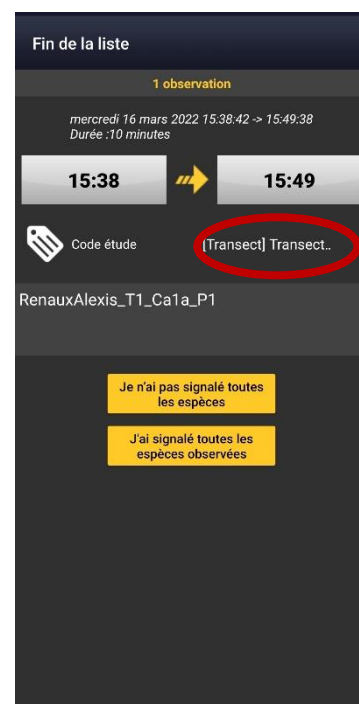 Fin de la liste
1 observation
mercredi 16 mars 2022 15:38:42 -> 15:49:38
Durée :10 minutes
15:38
15:49
Code étude
[Transect] Transect..
RenauxAlexis_T1_Ca1a_P1
Je n'ai pas signalé toutes
les espèces
J'ai signalé toutes les
espèces observées